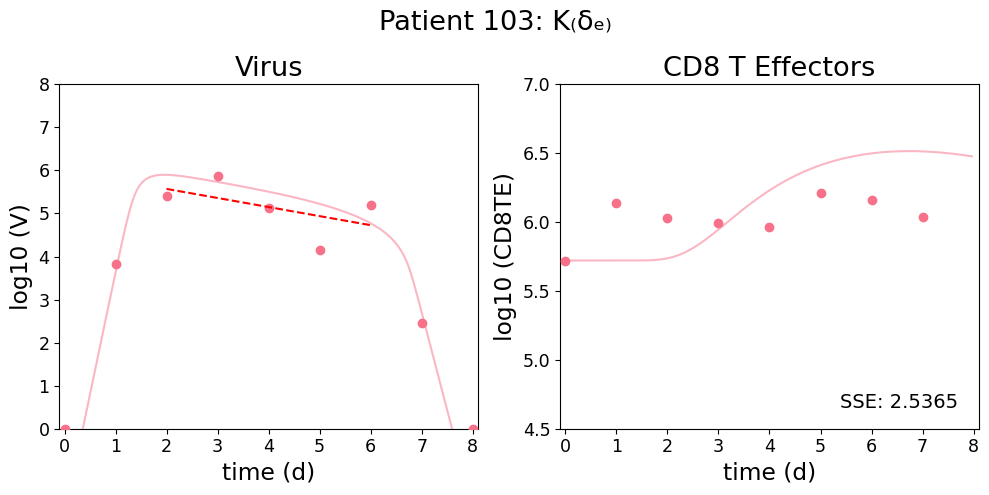 Patient 103: K₍δₑ₎
Virus
CD8 T Effectors
log10 (V)
8
7
6
5
4
3
2
1
0
0 1 2 3 4 5 6 7 8
time (d)
log10 (CD8TE)
7.0
6.5
6.0
5.5
5.0
4.5
SSE: 2.5365
0 1 2 3 4 5 6 7 8
time (d)